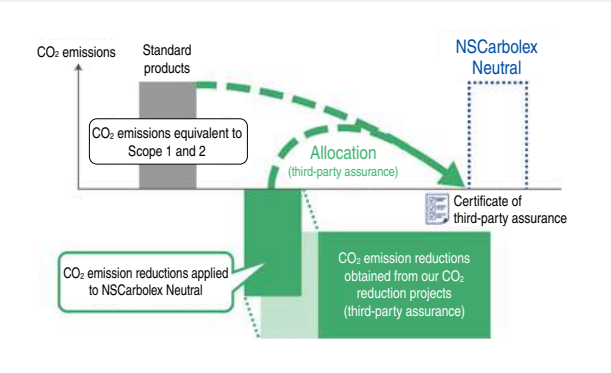 CO₂ emissions
Standard
products
NSCarbolex
Neutral
CO₂ emissions equivalent to
Scope 1 and 2
Allocation
(third-party assurance)
Certificate of
third-party assurance
CO₂ emission reductions applied
to NSCarbolex Neutral
CO₂ emission reductions
obtained from our CO₂
reduction projects
(third-party assurance)